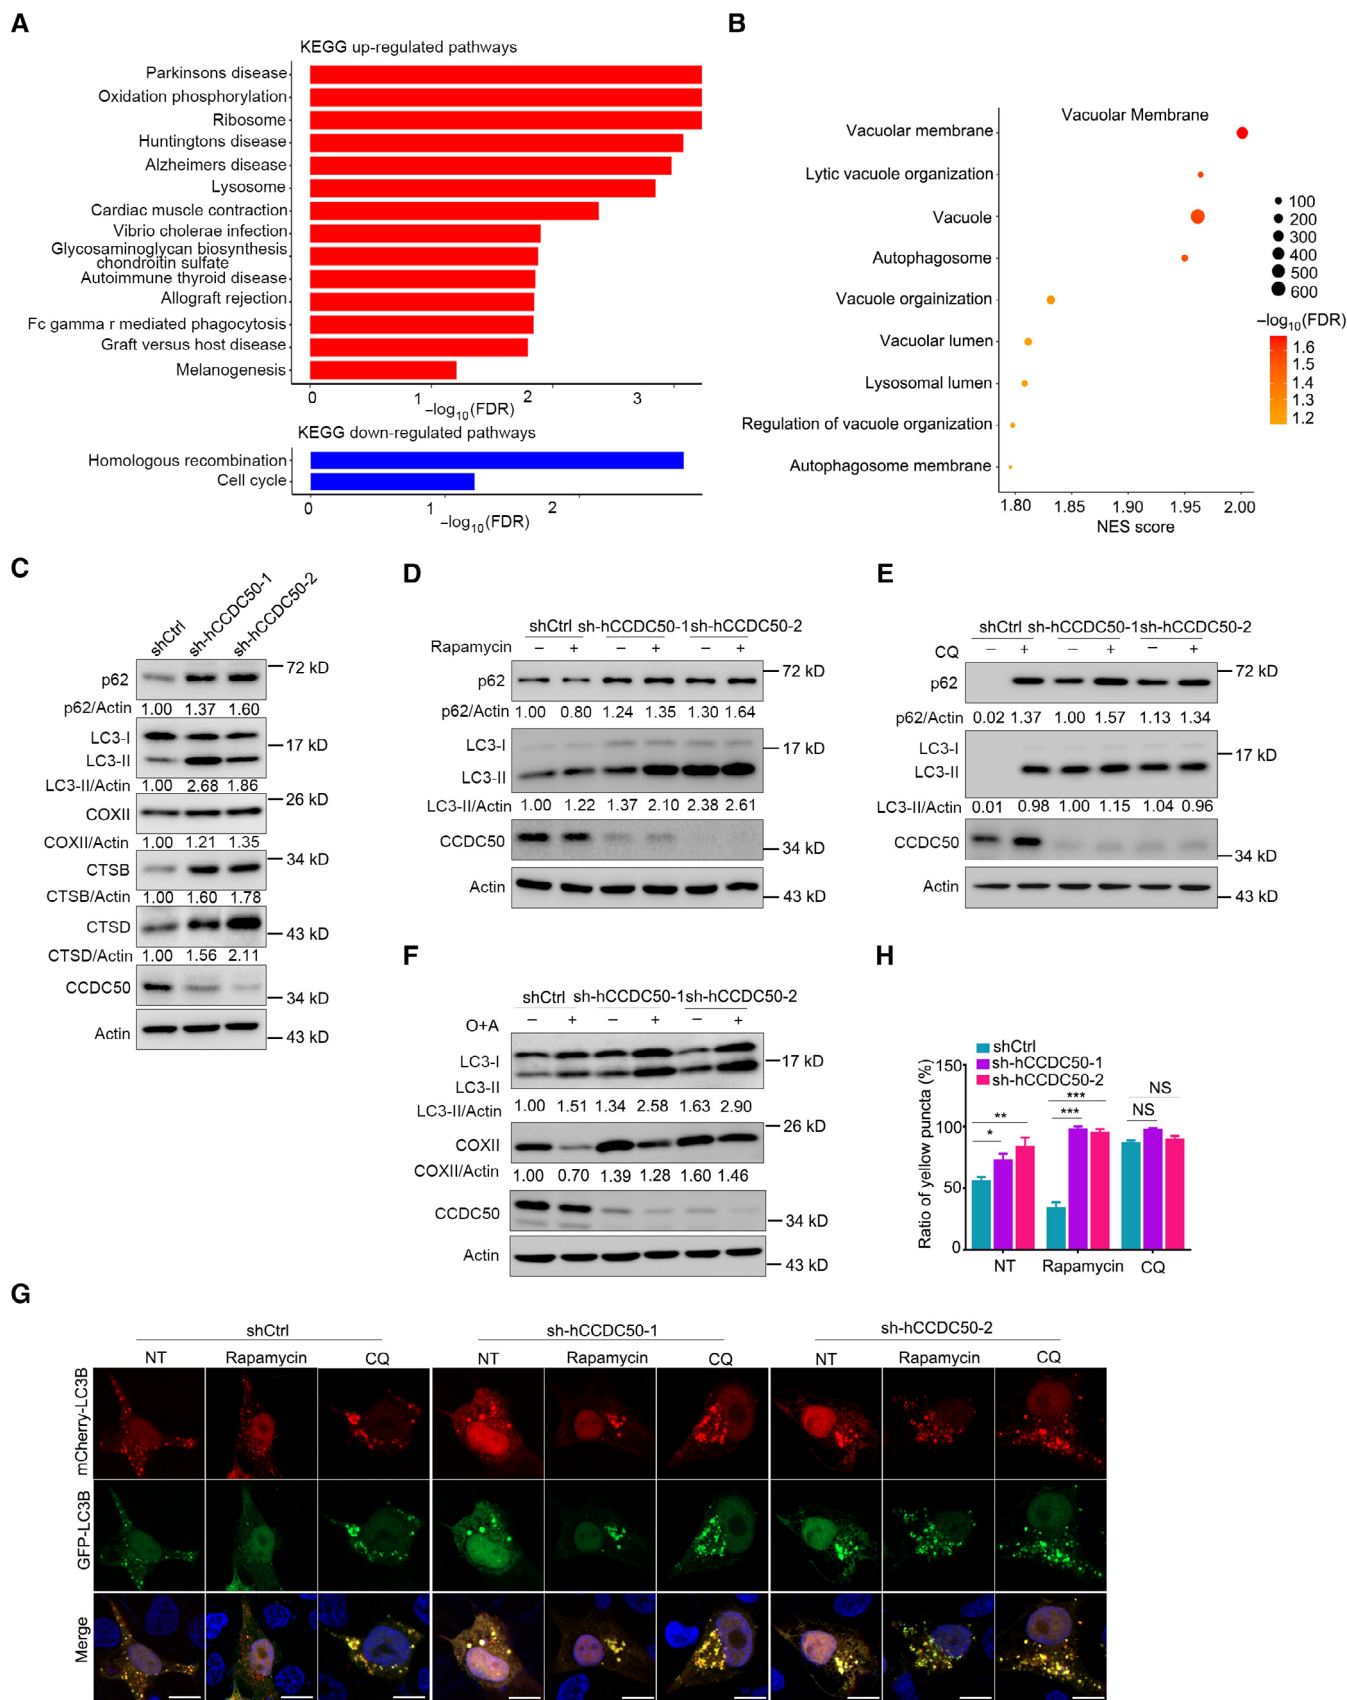 A
KEGG up-regulated pathways
Parkinsons disease
Oxidation phosphorylation
Ribosome
Huntingtons disease
Alzheimers disease
Lysosome
Cardiac muscle contraction
Vibrio cholerae infection
Glycosaminoglycan biosynthesis
chondroitin sulfate
Autoimmune thyroid disease
Allograft rejection
Fc gamma r mediated phagocytosis
Graft versus host disease
Melanogenesis
0 1 2 3
−log10(FDR)
KEGG down-regulated pathways
Homologous recombination
Cell cycle
0 1 2
−log10(FDR)
B
Vacuolar Membrane
Vacuolar membrane
Lytic vacuole organization
Vacuole
Autophagosome
Vacuole orgainization
Vacuolar lumen
Lysosomal lumen
Regulation of vacuole organization
Autophagosome membrane
1.80 1.85 1.90 1.95 2.00
NES score
100
200
300
400
500
600
−log10(FDR)
1.6
1.5
1.4
1.3
1.2
C
shCtrl sh-hCCDC50-1 sh-hCCDC50-2
p62 72 kD
p62/Actin 1.00 1.37 1.60
LC3-I
17 kD
LC3-II
LC3-II/Actin 1.00 2.68 1.86
26 kD
COXII
COXII/Actin 1.00 1.21 1.35
34 kD
CTSB
CTSB/Actin 1.00 1.60 1.78
CTSD
43 kD
CTSD/Actin 1.00 1.56 2.11
CCDC50
34 kD
Actin
43 kD
D
shCtrl sh-hCCDC50-1 sh-hCCDC50-2
Rapamycin − + − + − +
72 kD
p62
p62/Actin 1.00 0.80 1.24 1.35 1.30 1.64
LC3-I
17 kD
LC3-II
LC3-II/Actin 1.00 1.22 1.37 2.10 2.38 2.61
CCDC50
34 kD
Actin
43 kD
E
shCtrl sh-hCCDC50-1 sh-hCCDC50-2
CQ − + − + − +
72 kD
p62
p62/Actin 0.02 1.37 1.00 1.57 1.13 1.34
LC3-I
17 kD
LC3-II
LC3-II/Actin 0.01 0.98 1.00 1.15 1.04 0.96
CCDC50
34 kD
Actin
43 kD
F
shCtrl sh-hCCDC50-1 sh-hCCDC50-2
O+A − + − + − +
LC3-I
17 kD
LC3-II
LC3-II/Actin 1.00 1.51 1.34 2.58 1.63 2.90
26 kD
COXII
COXII/Actin 1.00 0.70 1.39 1.28 1.60 1.46
CCDC50
34 kD
Actin
43 kD
H
shCtrl
sh-hCCDC50-1
sh-hCCDC50-2
Ratio of yellow puncta (%)
150
100
50
0
* ** *** *** NS NS
NT Rapamycin CQ
G
shCtrl sh-hCCDC50-1 sh-hCCDC50-2
NT Rapamycin CQ NT Rapamycin CQ NT Rapamycin CQ
mCherry-LC3B
GFP-LC3B
Merge